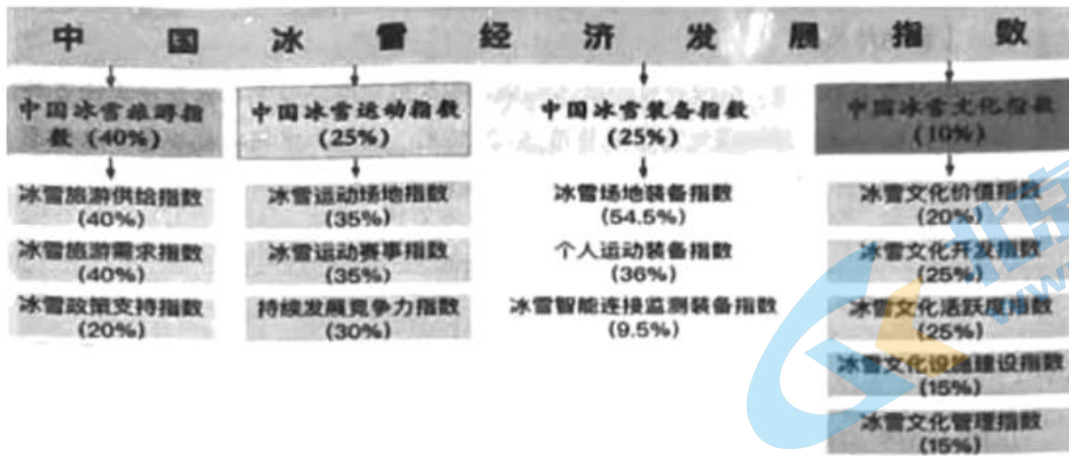 中国冰雪经济发展指数
中国冰雪旅游指
数(40%)
冰雪旅游供给指数
(40%)
冰雪旅游需求指数
(40%)
冰雪政策支持指数
(20%)
中国冰雪运动指数
(25%)
冰雪运动场地指数
(35%)
冰雪运动赛事指数
(35%)
持续发展竞争力指数
(30%)
中国冰雪装备指数
(25%)
冰雪场地装备指数
(54.5%)
个人运动装备指数
(36%)
冰雪智能连接监测装备指数
(9.5%)
中国冰雪文化指数
(10%)
冰雪文化价值指数
(20%)
冰雪文化开发指数
(25%)
冰雪文化活跃度指数
(25%)
冰雪文化设施建设指数
(15%)
冰雪文化管理指数
(15%)